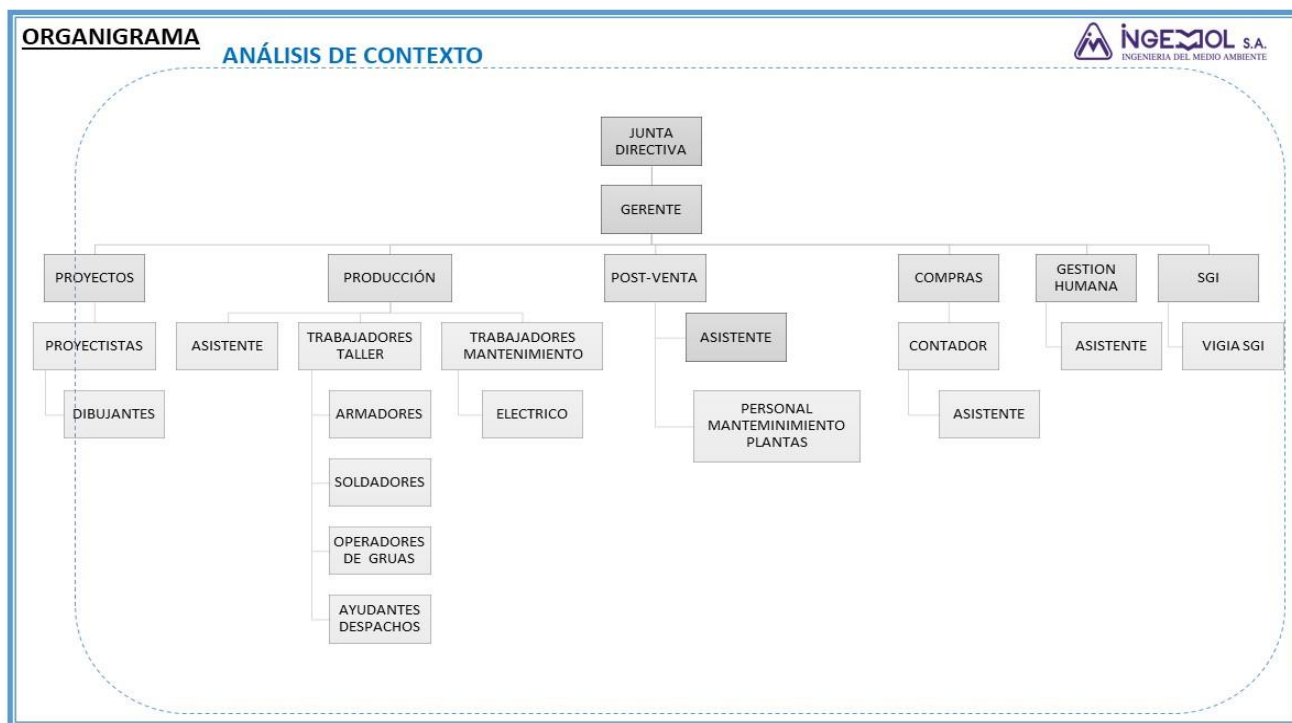 ORGANIGRAMA
ANÁLISIS DE CONTEXTO
INGEMOL S.A.
INGENIERIA DEL MEDIO AMBIENTE
JUNTA
DIRECTIVA
GERENTE
PROYECTOS
PRODUCCIÓN
POST-VENTA
COMPRAS
GESTION
HUMANA
SGI
PROYECTISTAS
ASISTENTE
TRABAJADORES
TALLER
TRABAJADORES
MANTENIMIENTO
ASISTENTE
CONTADOR
ASISTENTE
VIGIA SGI
DIBUJANTES
ARMADORES
ELECTRICO
PERSONAL
MANTEMINIMIENTO
PLANTAS
ASISTENTE
SOLDADORES
OPERADORES
DE GRUAS
AYUDANTES
DESPACHOS